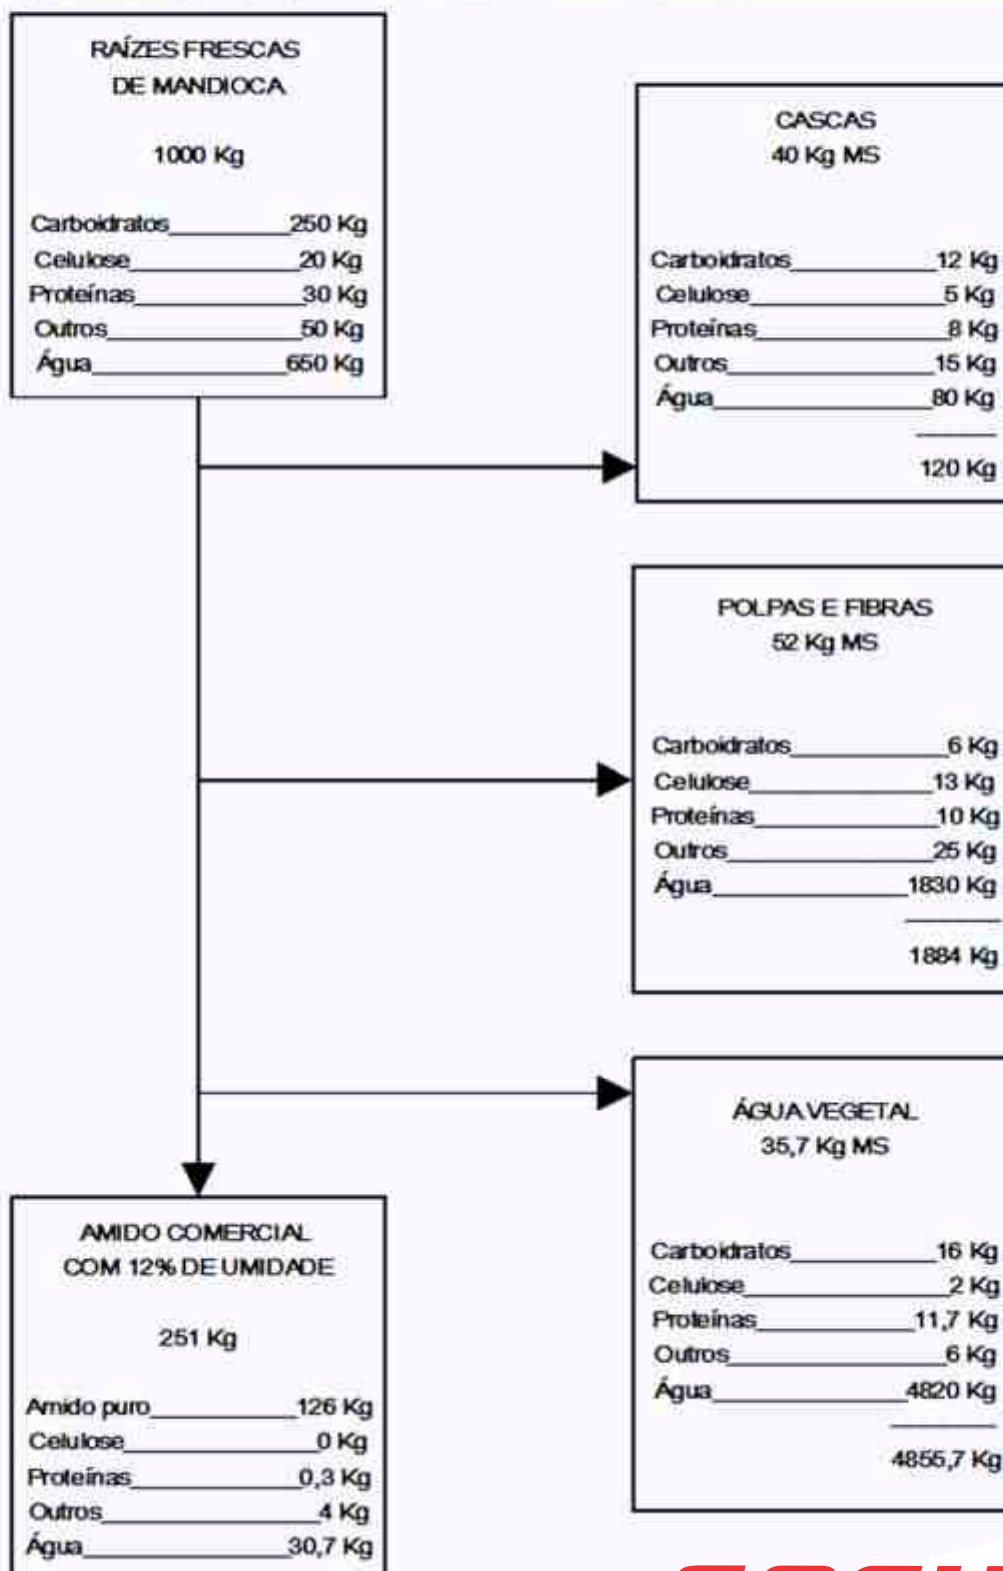 RAÍZES FRESCAS
DE MANDIOCA
1000 Kg
Carboidratos 250 Kg
Celulose 20 Kg
Proteínas 30 Kg
Outros 50 Kg
Água 650 Kg
CASCAS
40 Kg MS
Carboidratos 12 Kg
Celulose 5 Kg
Proteínas 8 Kg
Outros 15 Kg
Água 80 Kg
120 Kg
POLPAS E FIBRAS
52 Kg MS
Carboidratos 6 Kg
Celulose 13 Kg
Proteínas 10 Kg
Outros 25 Kg
Água 1830 Kg
1884 Kg
ÁGUA VEGETAL
35,7 Kg MS
Carboidratos 16 Kg
Celulose 2 Kg
Proteínas 11,7 Kg
Outros 6 Kg
Água 4820 Kg
4855,7 Kg
AMIDO COMERCIAL
COM 12% DE UMIDADE
251 Kg
Amido puro 126 Kg
Celulose 0 Kg
Proteínas 0,3 Kg
Outros 4 Kg
Água 30,7 Kg